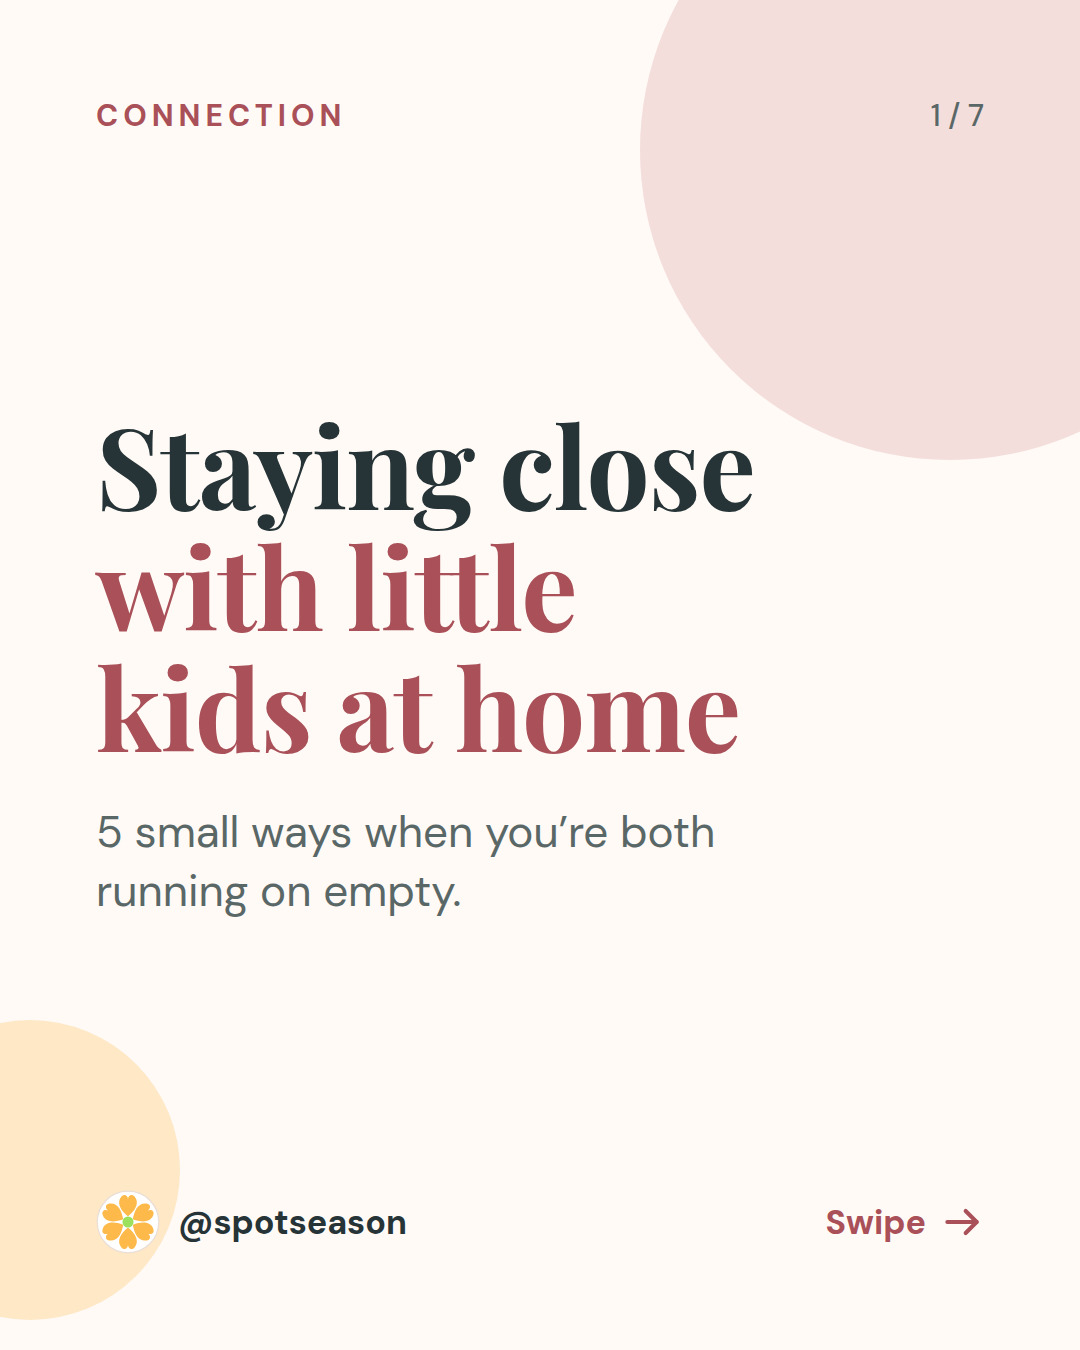 CONNECTION
1 / 7
Staying close
with little
kids at home
5 small ways when you’re both
running on empty.
@spotseason
Swipe →